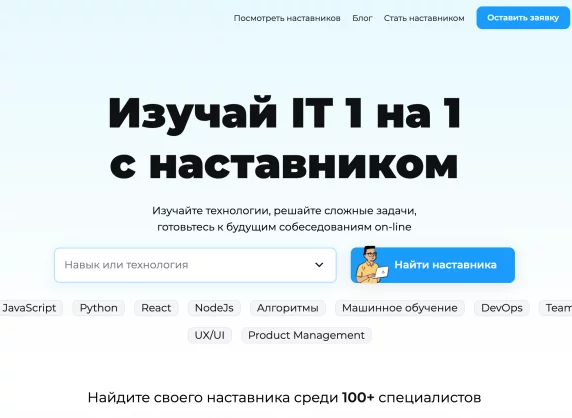 Посмотреть наставников Блог Стать наставником Оставить заявку
Изучай IT 1 на 1
с наставником
Изучайте технологии, решайте сложные задачи,
готовьтесь к будущим собеседованиям on-line
Навык или технология Найти наставника
JavaScript Python React NodeJs Алгоритмы Машинное обучение DevOps Team
UX/UI Product Management
Найдите своего наставника среди 100+ специалистов